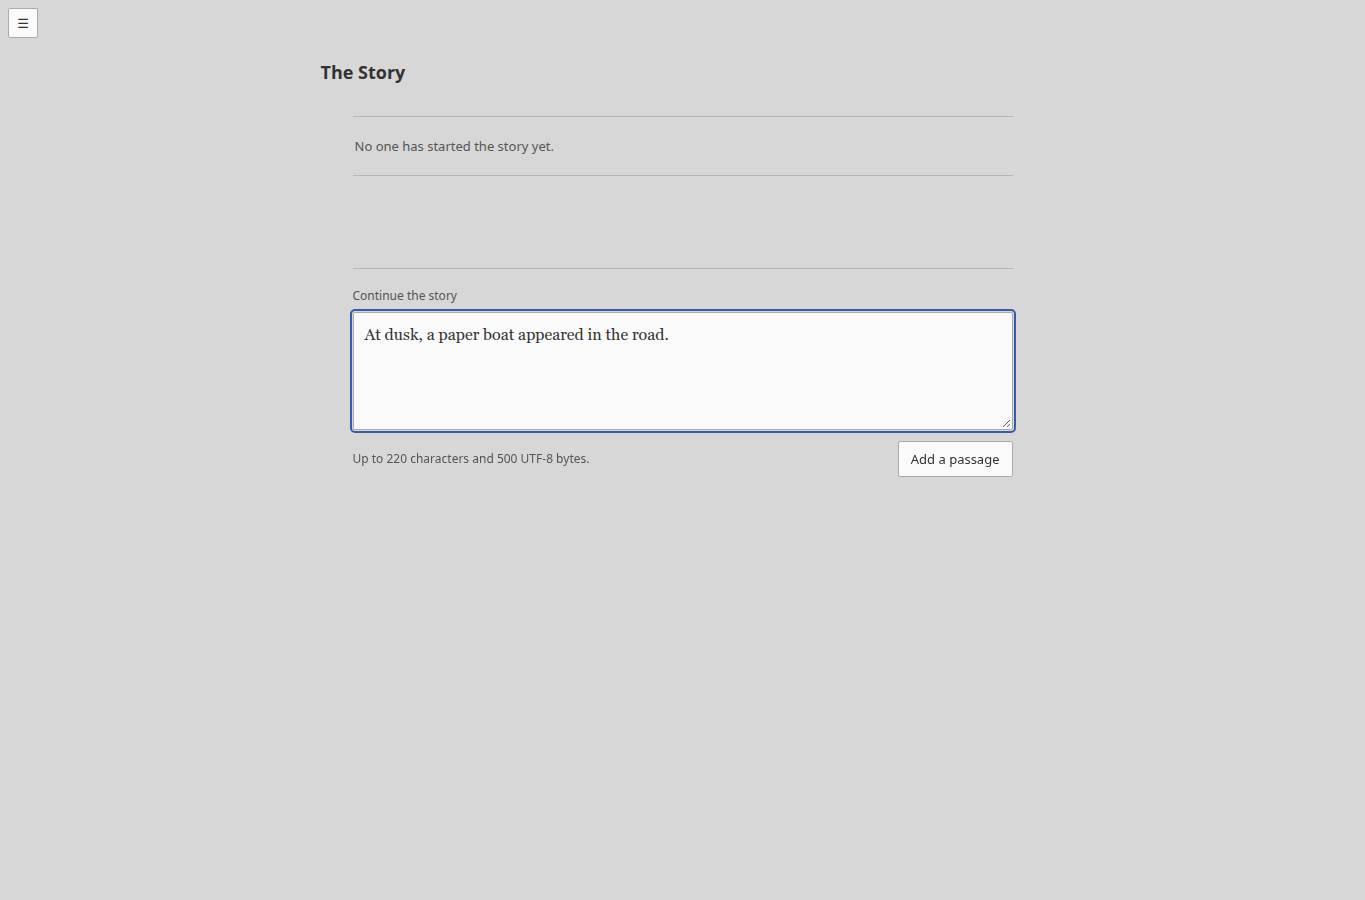 ☰
The Story
No one has started the story yet.
Continue the story
At dusk, a paper boat appeared in the road.
Up to 220 characters and 500 UTF-8 bytes.
Add a passage